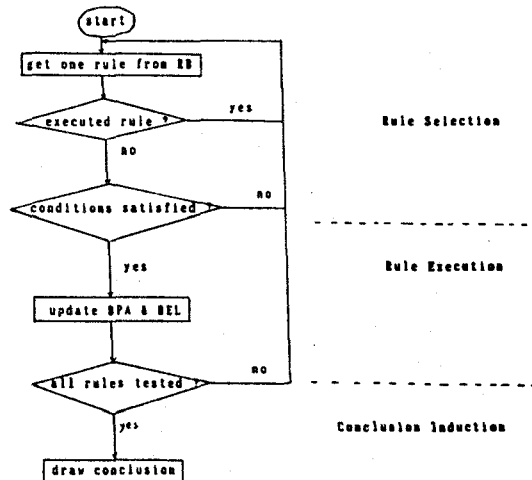 start
get one rule from RB
executed rule ?
yes
Rule Selection
no
conditions satisfied ?
no
yes
Rule Execution
update BPA & BEL
all rules tested ?
no
yes
Conclusion Induction
draw conclusion